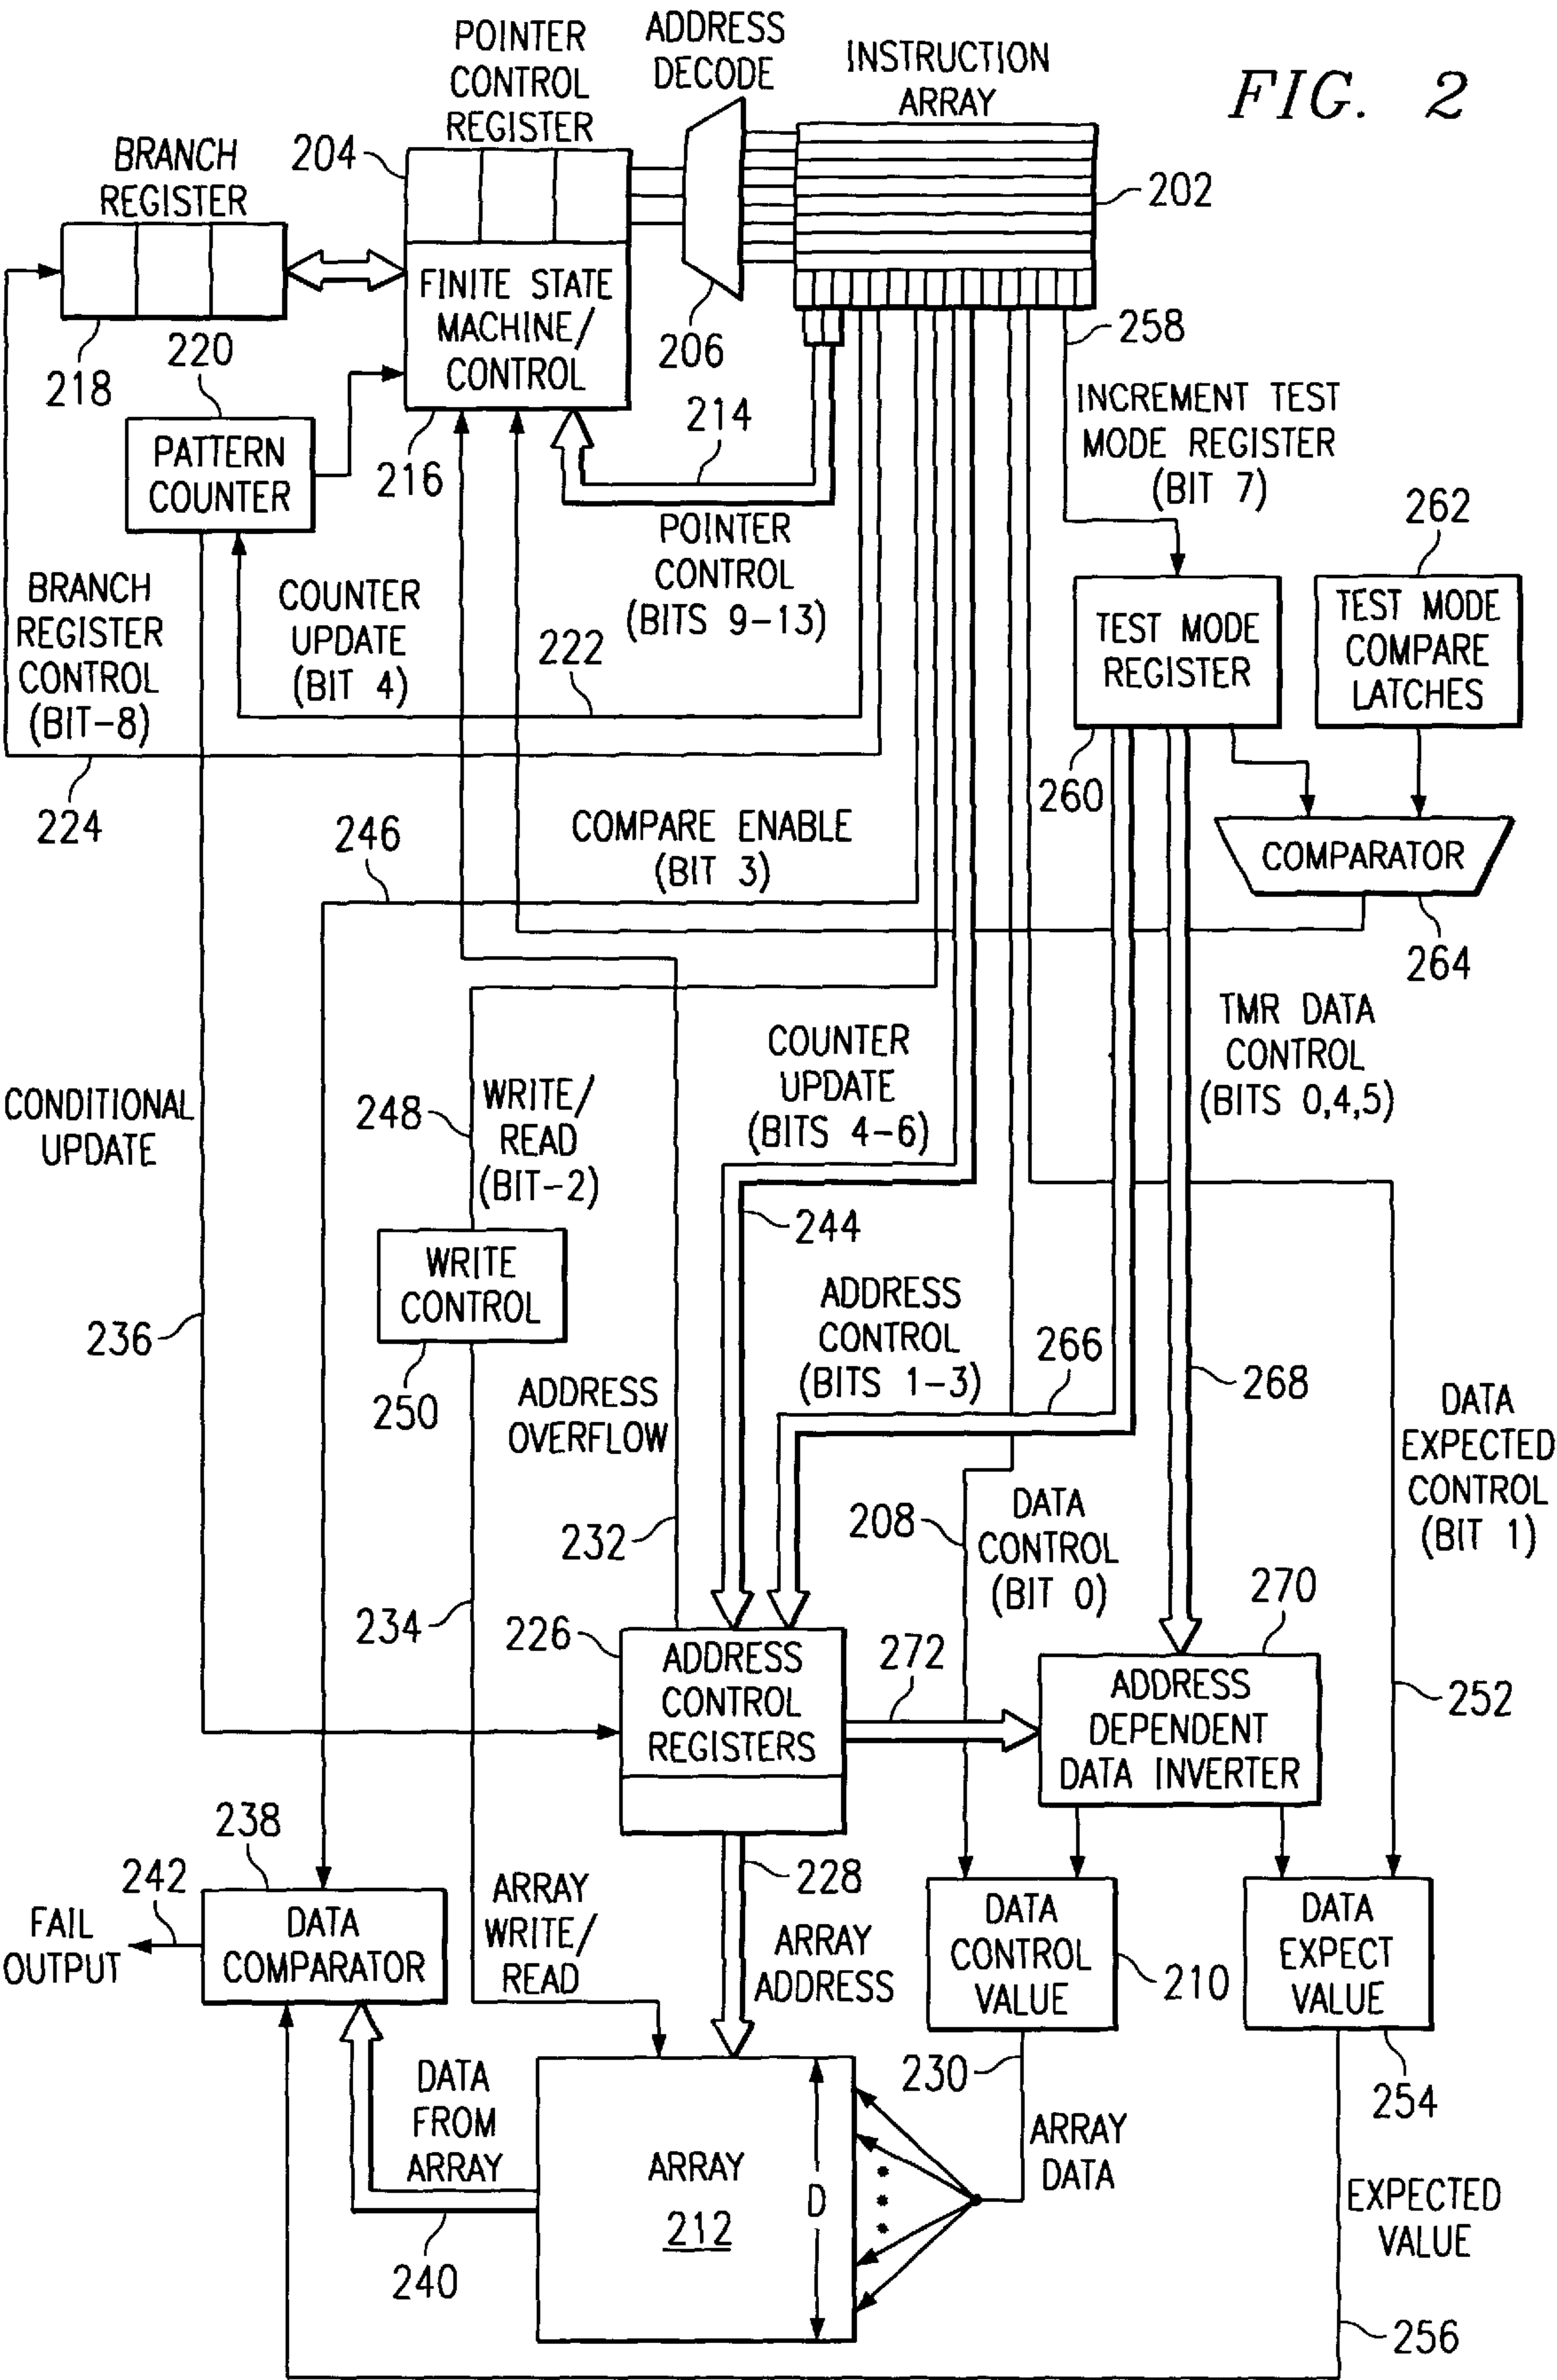 FIG. 2
POINTER
CONTROL
REGISTER
ADDRESS
DECODE
INSTRUCTION
ARRAY
BRANCH
REGISTER
204
202
FINITE STATE
MACHINE/
CONTROL
206
258
218
220
214
216
PATTERN
COUNTER
INCREMENT TEST
MODE REGISTER
(BIT 7)
262
POINTER
CONTROL
(BITS 9-13)
BRANCH
REGISTER
CONTROL
(BIT-8)
COUNTER
UPDATE
(BIT 4)
222
TEST MODE
REGISTER
TEST MODE
COMPARE
LATCHES
224
260
246
COMPARE ENABLE
(BIT 3)
COMPARATOR
264
TMR DATA
CONTROL
(BITS 0,4,5)
COUNTER
UPDATE
(BITS 4-6)
CONDITIONAL
UPDATE
248
WRITE/
READ
(BIT-2)
244
WRITE
CONTROL
236
250
ADDRESS
CONTROL
(BITS 1-3)
266
268
ADDRESS
OVERFLOW
DATA
EXPECTED
CONTROL
(BIT 1)
232
208
DATA
CONTROL
(BIT 0)
234
226
270
ADDRESS
CONTROL
REGISTERS
272
ADDRESS
DEPENDENT
DATA INVERTER
252
238
228
242
FAIL
OUTPUT
DATA
COMPARATOR
ARRAY
WRITE/
READ
ARRAY
ADDRESS
DATA
CONTROL
VALUE
210
DATA
EXPECT
VALUE
254
230
DATA
FROM
ARRAY
ARRAY
212
D
ARRAY
DATA
EXPECTED
VALUE
240
256